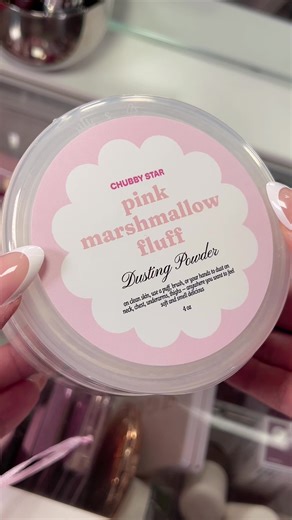 CHUBBY STAR
pink
marshmallow
fluff
Dusting Powder
on clean skin, use a puff, brush, or your hands to dust on
neck, chest, underarms, thighs — anywhere you want to feel
soft and smell delicious
4 oz